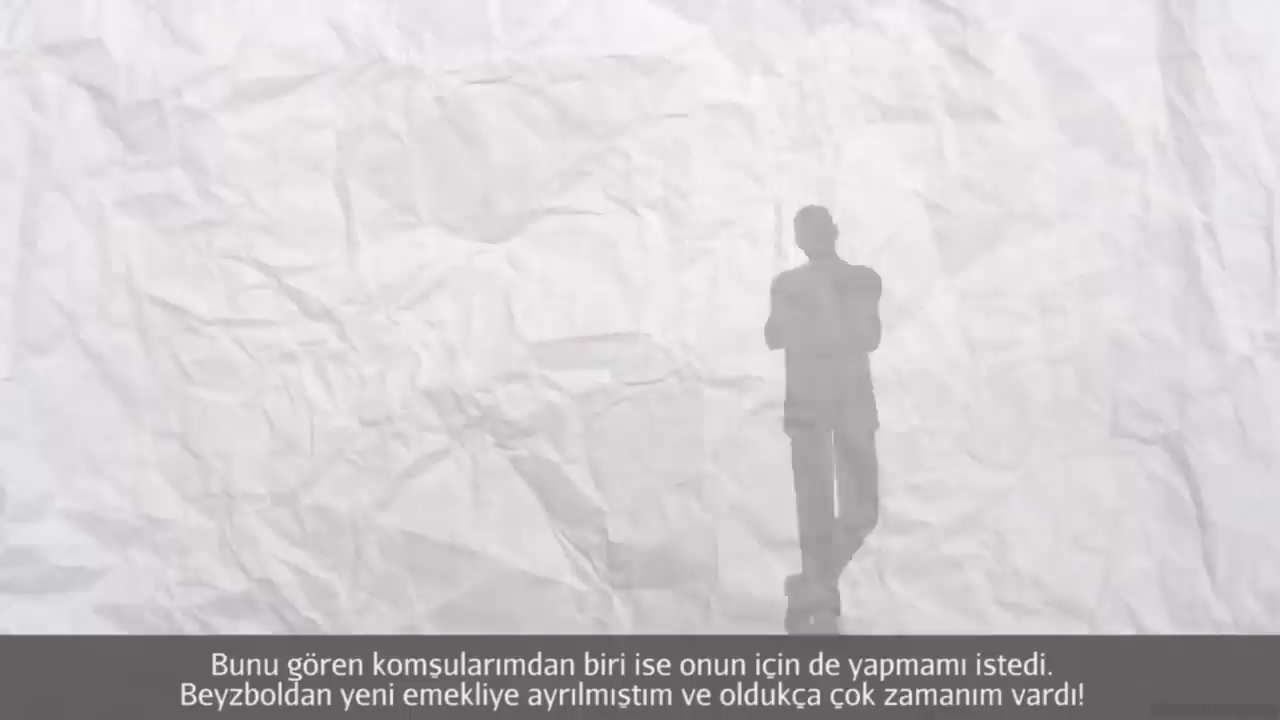 Bunu gören komşularımdan biri ise onun için de yapmamı istedi.
Beyzboldan yeni emekliye ayrılmıştım ve oldukça çok zamanım vardı!